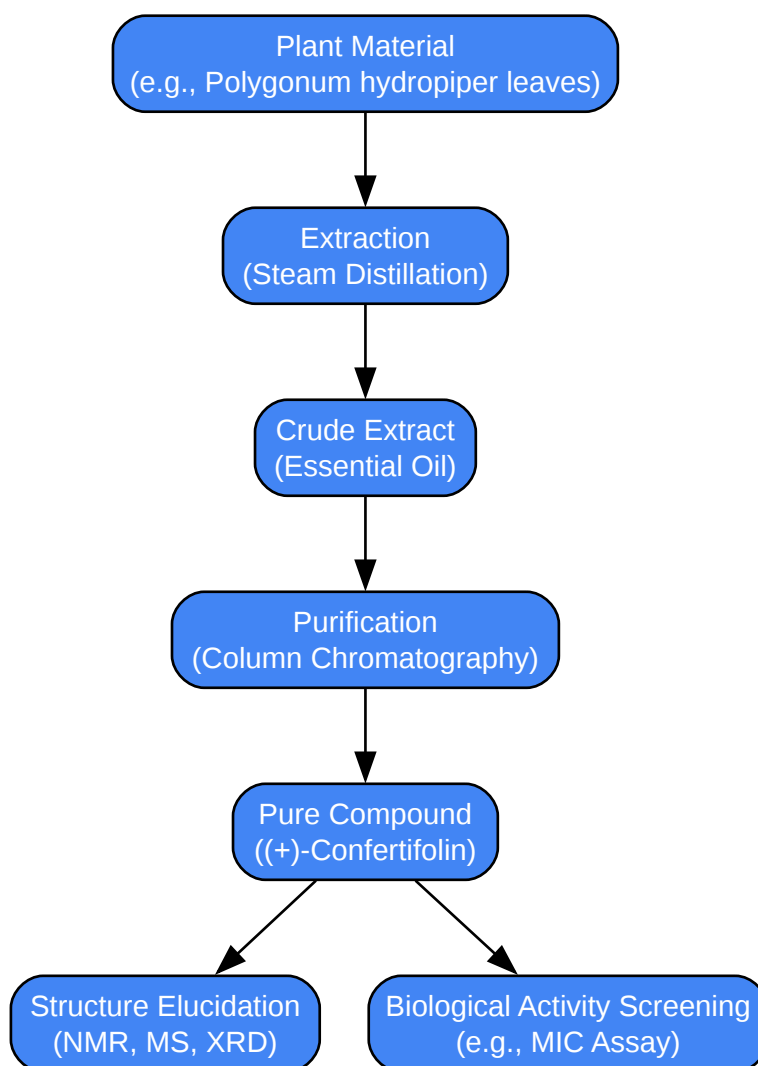 Plant Material
(e.g., Polygonum hydropiper leaves)
Extraction
(Steam Distillation)
Crude Extract
(Essential Oil)
Purification
(Column Chromatography)
Pure Compound
((+)-Confertifolin)
Structure Elucidation
(NMR, MS, XRD)
Biological Activity Screening
(e.g., MIC Assay)